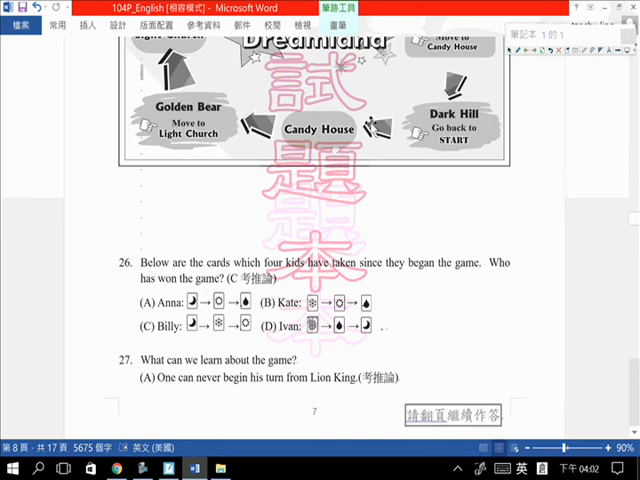 104P_English [相容模式] - Microsoft Word
筆跡工具
檔案 常用 插入 設計 版面配置 參考資料 郵件 校閱 檢視 畫筆
筆記本 1 的 1
Light Church
Dreamland
Move to
Candy House
Golden Bear
Move to
Light Church
Candy House
Dark Hill
Go back to
START
試題本
26. Below are the cards which four kids have taken since they began the game. Who
has won the game? (C 考推論)
(A) Anna: → → (B) Kate: → →
(C) Billy: → → (D) Ivan: → → .
27. What can we learn about the game?
(A) One can never begin his turn from Lion King.(考推論)
7
請翻頁繼續作答
第 8 頁，共 17 頁 5675 個字 英文 (美國) 90%
英 倉 下午 04:02